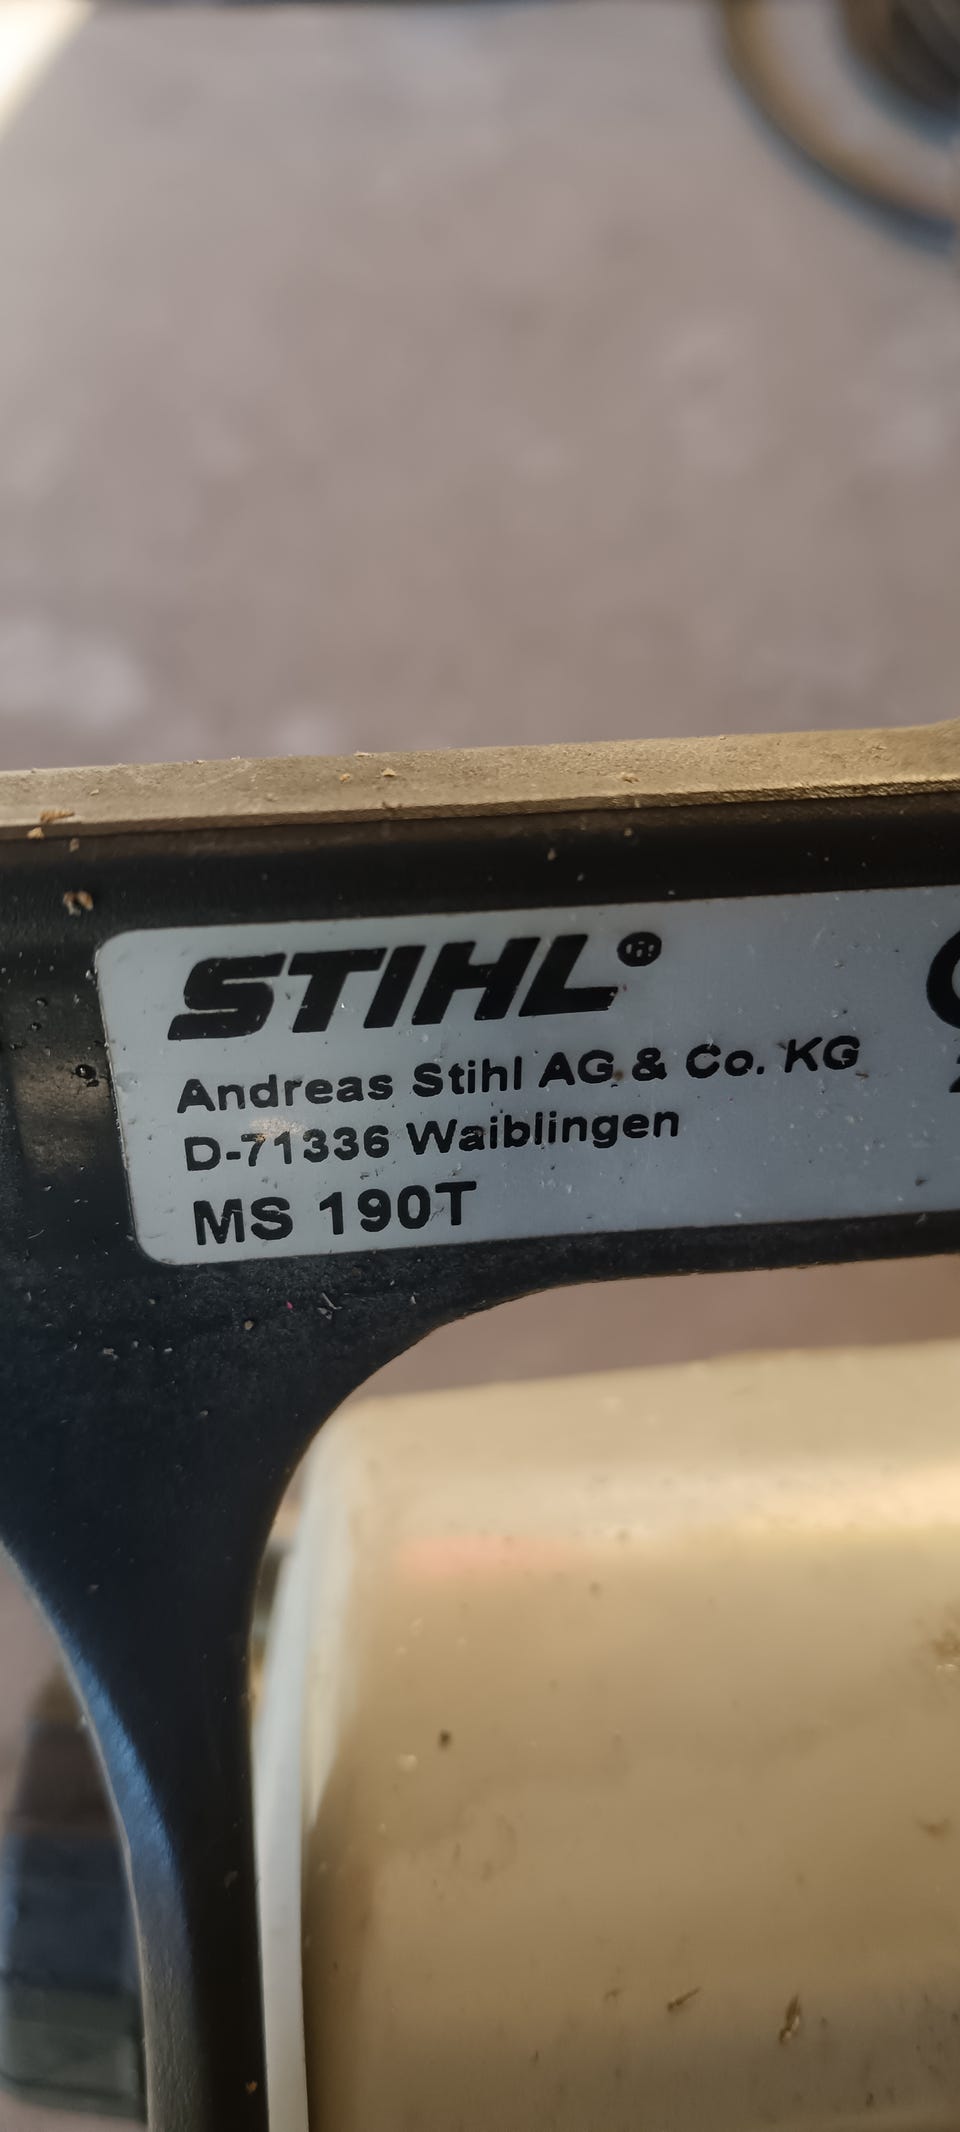 STIHL®
Andreas Stihl AG & Co. KG
D-71336 Waiblingen
MS 190T